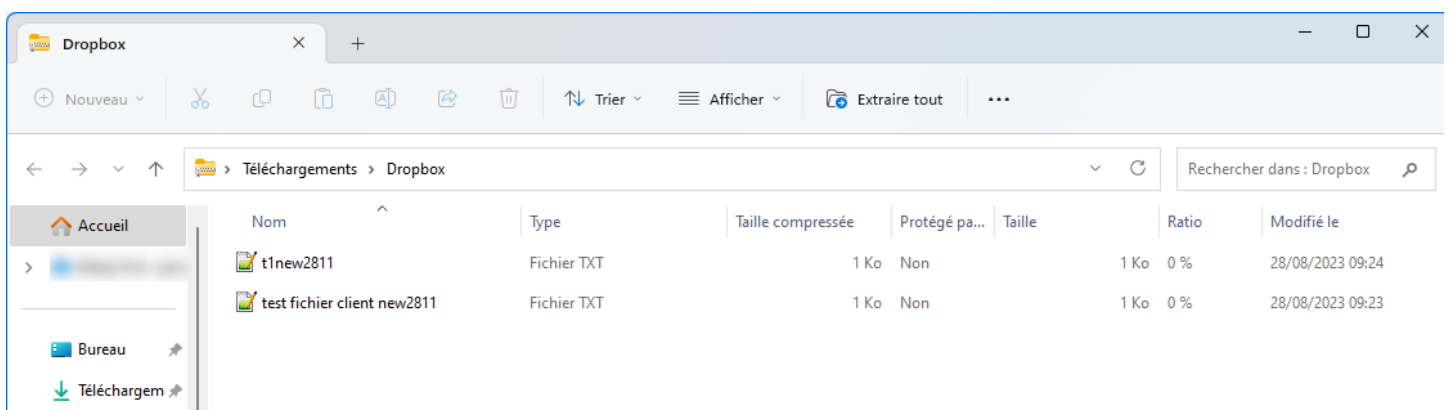 Dropbox
Nouveau Trier Afficher Extraire tout
Téléchargements > Dropbox Rechercher dans : Dropbox
Accueil Nom Type Taille compressée Protégé pa... Taille Ratio Modifié le
t1new2811 Fichier TXT 1 Ko Non 1 Ko 0 % 28/08/2023 09:24
test fichier client new2811 Fichier TXT 1 Ko Non 1 Ko 0 % 28/08/2023 09:23
Bureau
Téléchargem